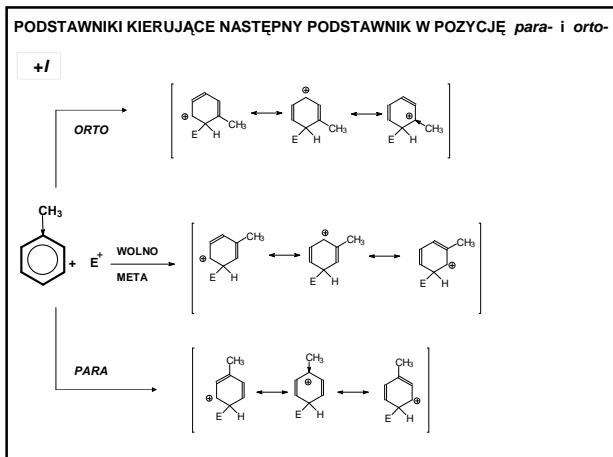 PODSTAWNIKI KIERUJĄCE NASTĘPNY PODSTAWNIK W POZYCJĘ para- i orto-
+I
ORTO
⊕
E H
CH3
⊕
E H
CH3
⊕
E H
CH3
CH3
+ E+
WOLNO
META
⊕
E H
CH3
⊕
E H
CH3
⊕
E H
CH3
PARA
CH3
⊕
E H
CH3
⊕
E H
CH3
⊕
E H